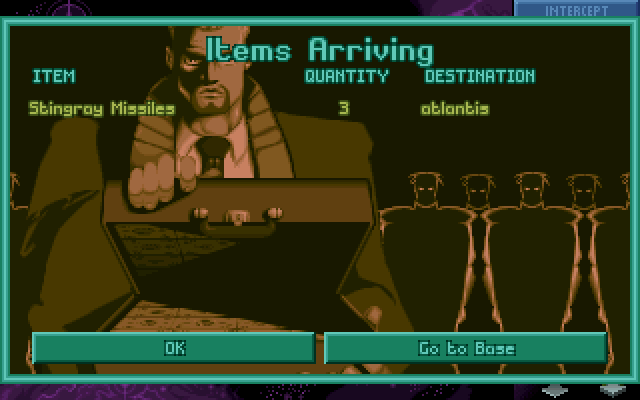 INTERCEPT
Items Arriving
ITEM QUANTITY DESTINATION
Stingray Missiles 3 atlantis
OK Go to Base